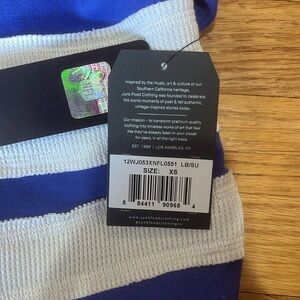 Inspired by the music, art & culture of our
Southern California heritage,
Junk Food Clothing was founded to celebrate
the iconic moments of past & tell authentic,
vintage-inspired stories today.
Our mission - to transform premium quality
clothing into timeless works of art that feel
like they've already been in your closet
for years, in all the right ways.
EST. 1998 | LOS ANGELES, CA
12WJ053XNFL0551 LB/SU
SIZE: XS
8 84411 90968 4
www.junkfoodclothing.com